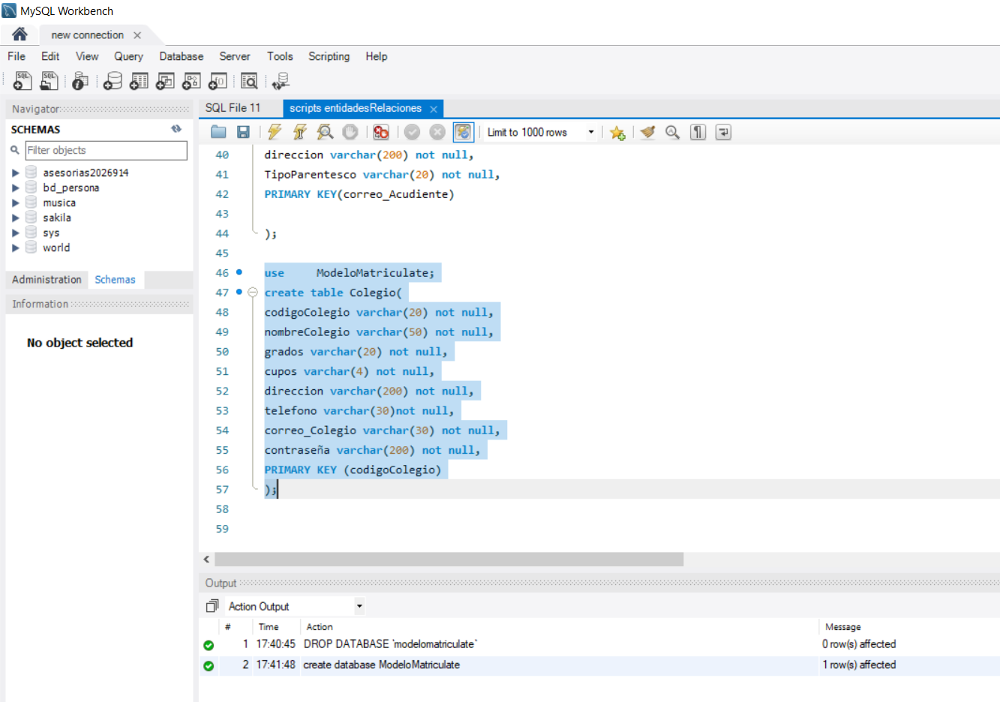 MySQL Workbench
new connection
File Edit View Query Database Server Tools Scripting Help
Navigator
SCHEMAS
Filter objects
asesorias2026914
bd_persona
musica
sakila
sys
world
Administration Schemas
Information
No object selected
SQL File 11 scripts entidadesRelaciones
Limit to 1000 rows
40 direccion varchar(200) not null,
41 TipoParentesco varchar(20) not null,
42 PRIMARY KEY(correo_Acudiente)
43
44 );
45
46 use ModeloMatriculate;
47 create table Colegio(
48 codigoColegio varchar(20) not null,
49 nombreColegio varchar(50) not null,
50 grados varchar(20) not null,
51 cupos varchar(4) not null,
52 direccion varchar(200) not null,
53 telefono varchar(30)not null,
54 correo_Colegio varchar(30) not null,
55 contraseña varchar(200) not null,
56 PRIMARY KEY (codigoColegio)
57 );
58
59
Output
Action Output
# Time Action Message
1 17:40:45 DROP DATABASE `modelomatriculate` 0 row(s) affected
2 17:41:48 create database ModeloMatriculate 1 row(s) affected